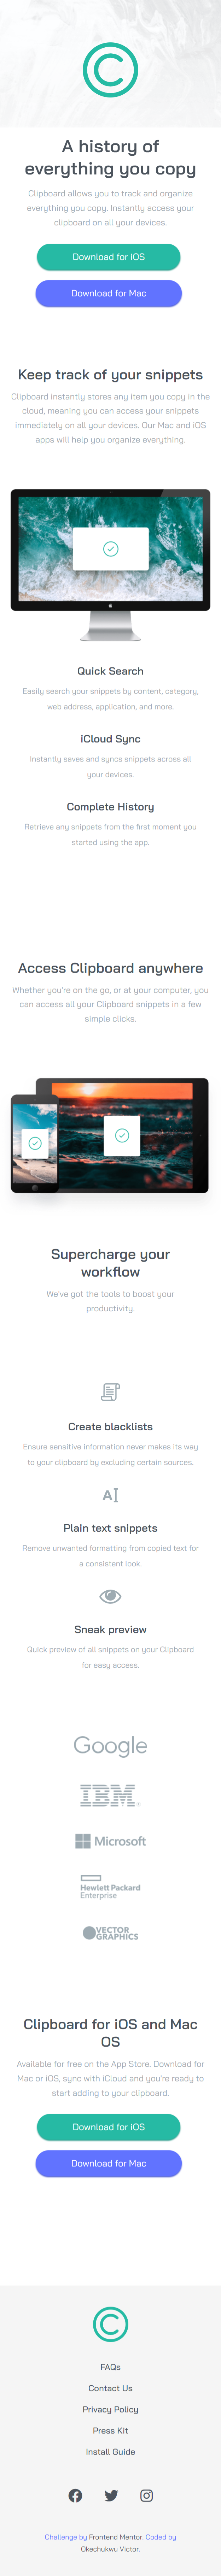 A history of
everything you copy
Clipboard allows you to track and organize
everything you copy. Instantly access your
clipboard on all your devices.
Download for iOS
Download for Mac
Keep track of your snippets
Clipboard instantly stores any item you copy in the
cloud, meaning you can access your snippets
immediately on all your devices. Our Mac and iOS
apps will help you organize everything.
Quick Search
Easily search your snippets by content, category,
web address, application, and more.
iCloud Sync
Instantly saves and syncs snippets across all
your devices.
Complete History
Retrieve any snippets from the first moment you
started using the app.
Access Clipboard anywhere
Whether you're on the go, or at your computer, you
can access all your Clipboard snippets in a few
simple clicks.
Supercharge your
workflow
We've got the tools to boost your
productivity.
Create blacklists
Ensure sensitive information never makes its way
to your clipboard by excluding certain sources.
AI
Plain text snippets
Remove unwanted formatting from copied text for
a consistent look.
Sneak preview
Quick preview of all snippets on your Clipboard
for easy access.
Google
IBM
Microsoft
Hewlett Packard
Enterprise
VECTOR
GRAPHICS
Clipboard for iOS and Mac
OS
Available for free on the App Store. Download for
Mac or iOS, sync with iCloud and you're ready to
start adding to your clipboard.
Download for iOS
Download for Mac
FAQs
Contact Us
Privacy Policy
Press Kit
Install Guide
Challenge by Frontend Mentor. Coded by
Okechukwu Victor.